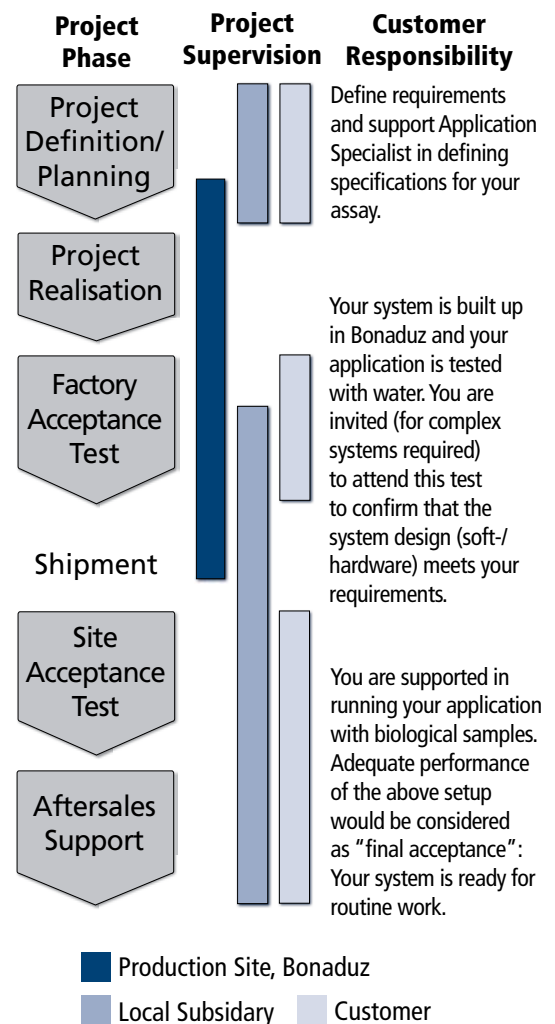 Project
Phase
Project
Supervision
Customer
Responsibility
Project
Definition/
Planning
Define requirements
and support Application
Specialist in defining
specifications for your
assay.
Project
Realisation
Factory
Acceptance
Test
Your system is built up
in Bonaduz and your
application is tested
with water. You are
invited (for complex
systems required)
to attend this test
to confirm that the
system design (soft-/
hardware) meets your
requirements.
Shipment
Site
Acceptance
Test
Aftersales
Support
You are supported in
running your application
with biological samples.
Adequate performance
of the above setup
would be considered
as “final acceptance”:
Your system is ready for
routine work.
Production Site, Bonaduz
Local Subsidary
Customer